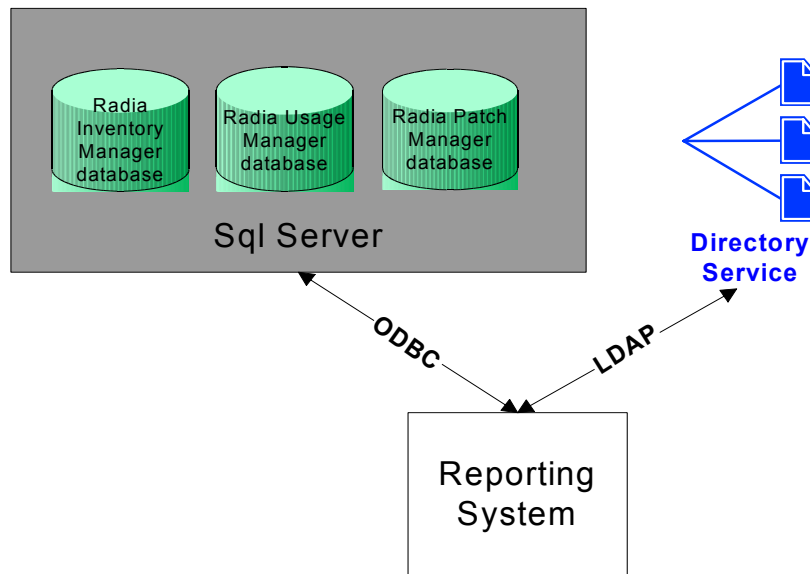 Radia
Inventory
Manager
database
Radia Usage
Manager
database
Radia Patch
Manager
database
Sql Server
Directory
Service
ODBC
LDAP
Reporting
System